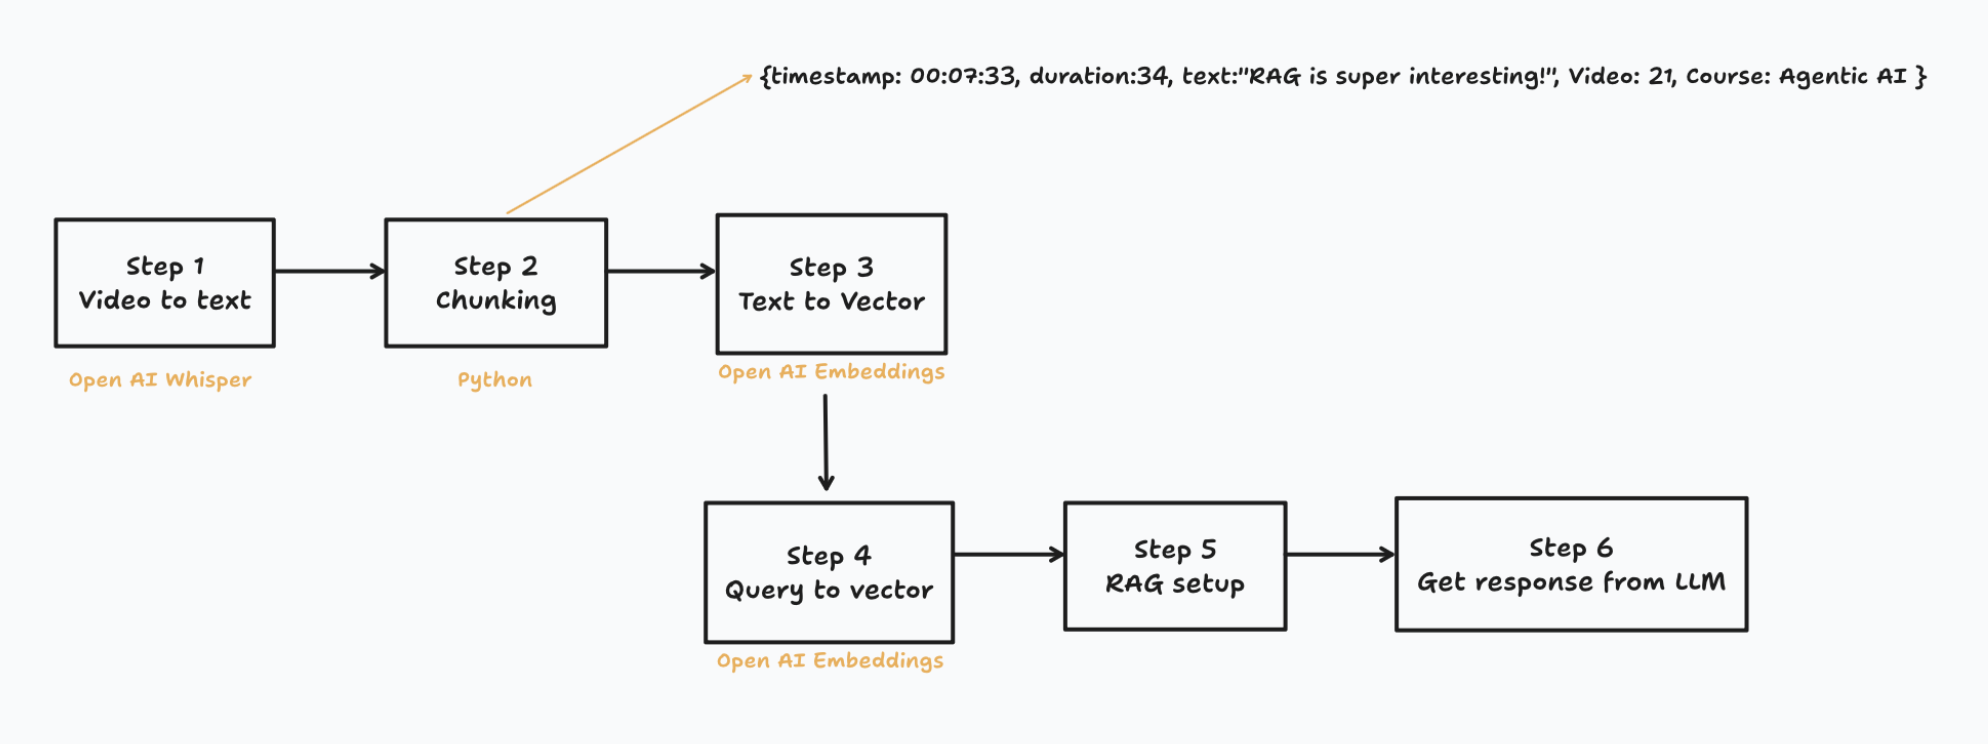 {timestamp: 00:07:33, duration:34, text:"RAG is super interesting!", Video: 21, Course: Agentic AI }
Step 1
Video to text
Open AI Whisper
Step 2
Chunking
Python
Step 3
Text to Vector
Open AI Embeddings
Step 4
Query to vector
Open AI Embeddings
Step 5
RAG setup
Step 6
Get response from LLM